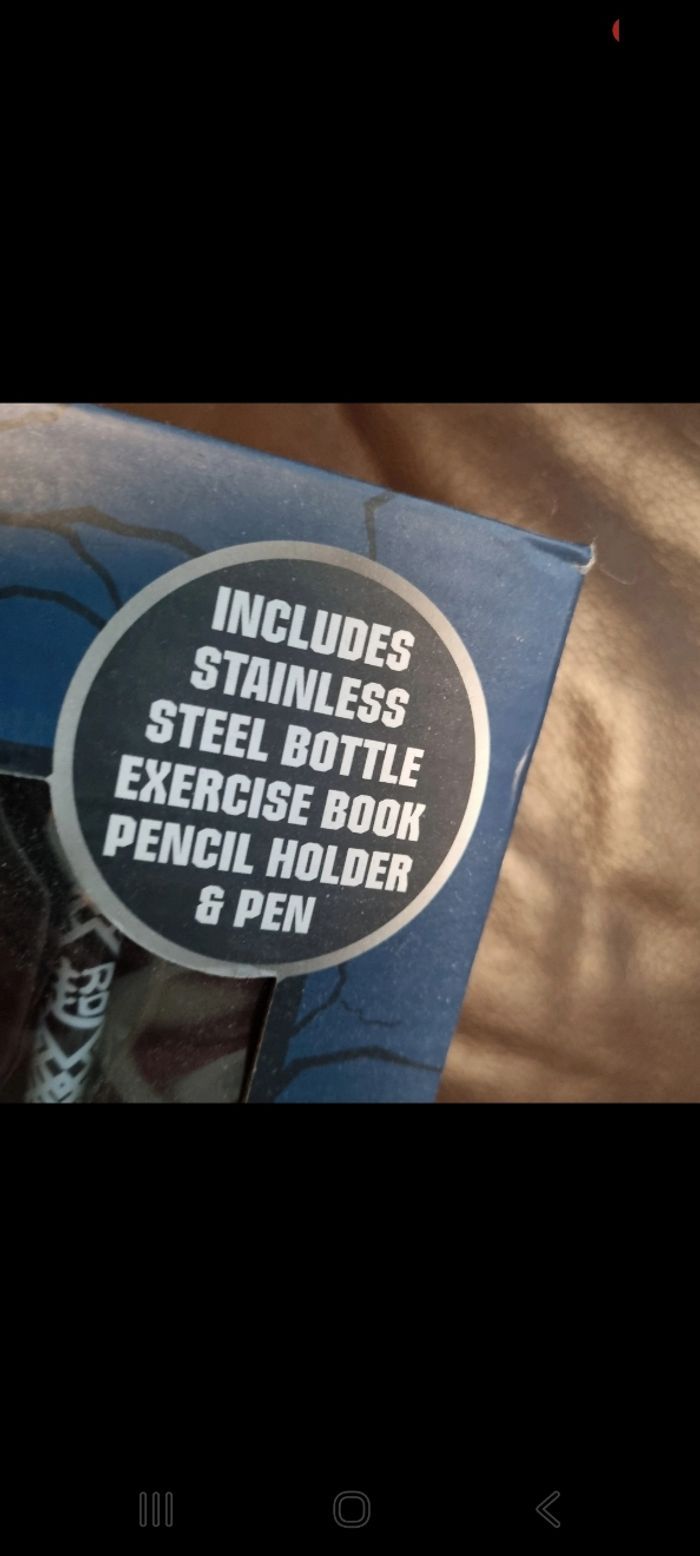 INCLUDES
STAINLESS
STEEL BOTTLE
EXERCISE BOOK
PENCIL HOLDER
& PEN